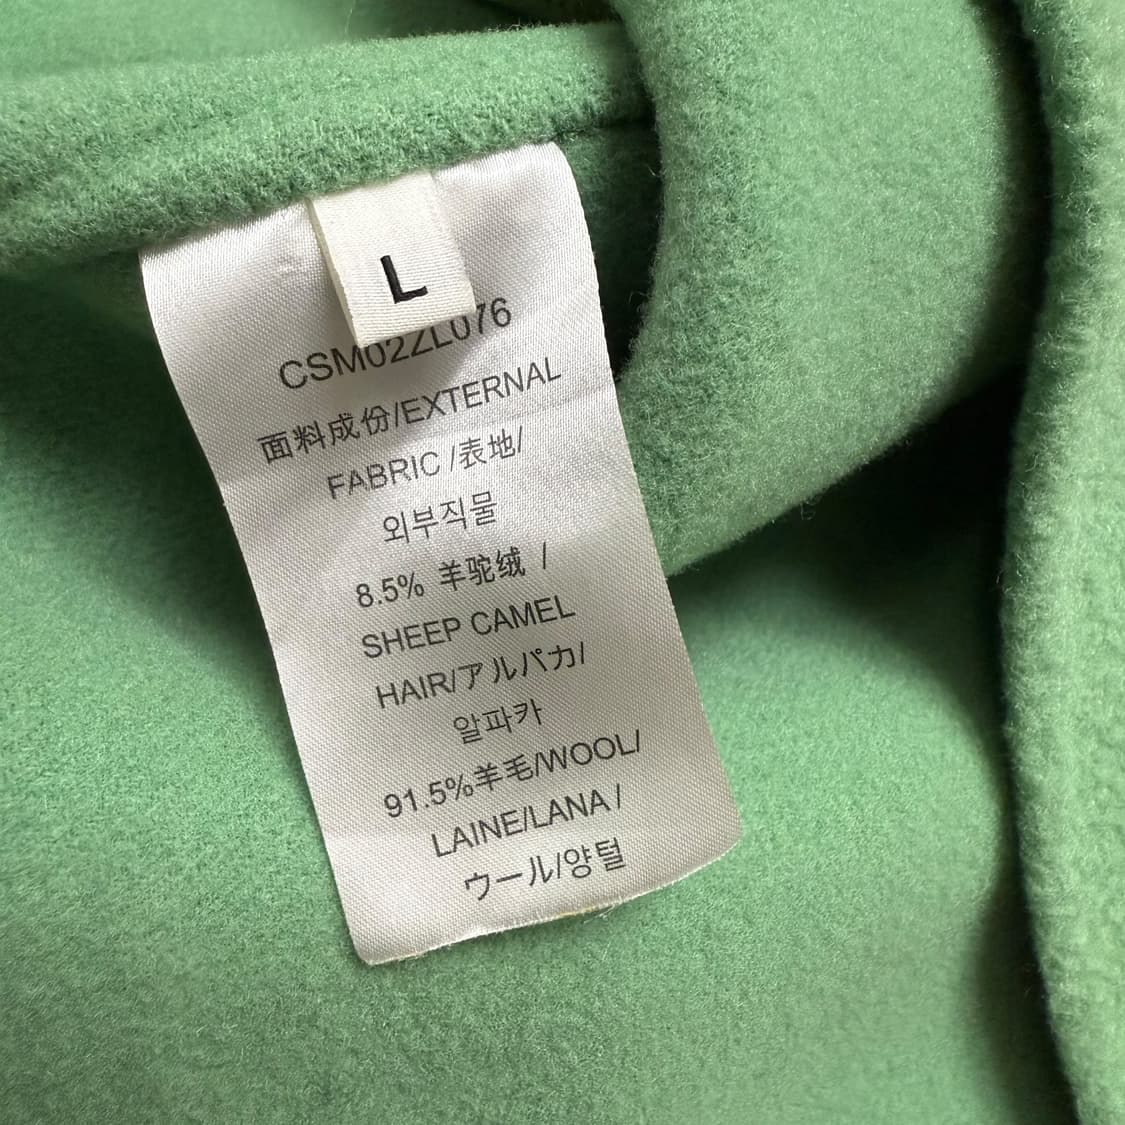 L
CSM02ZL076
面料成份/EXTERNAL
FABRIC /表地/
외부직물
8.5% 羊驼绒 /
SHEEP CAMEL
HAIR/アルパカ/
알파카
91.5%羊毛/WOOL/
LAINE/LANA /
ウール/양털